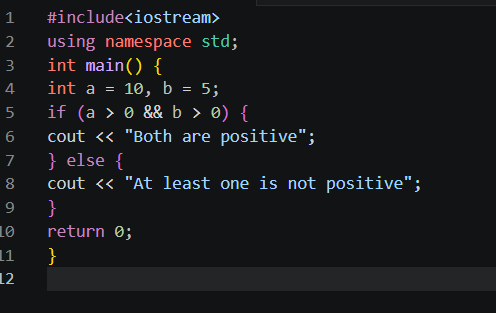 1 #include<iostream>
2 using namespace std;
3 int main() {
4 int a = 10, b = 5;
5 if (a > 0 && b > 0) {
6 cout << "Both are positive";
7 } else {
8 cout << "At least one is not positive";
9 }
10 return 0;
11 }
12